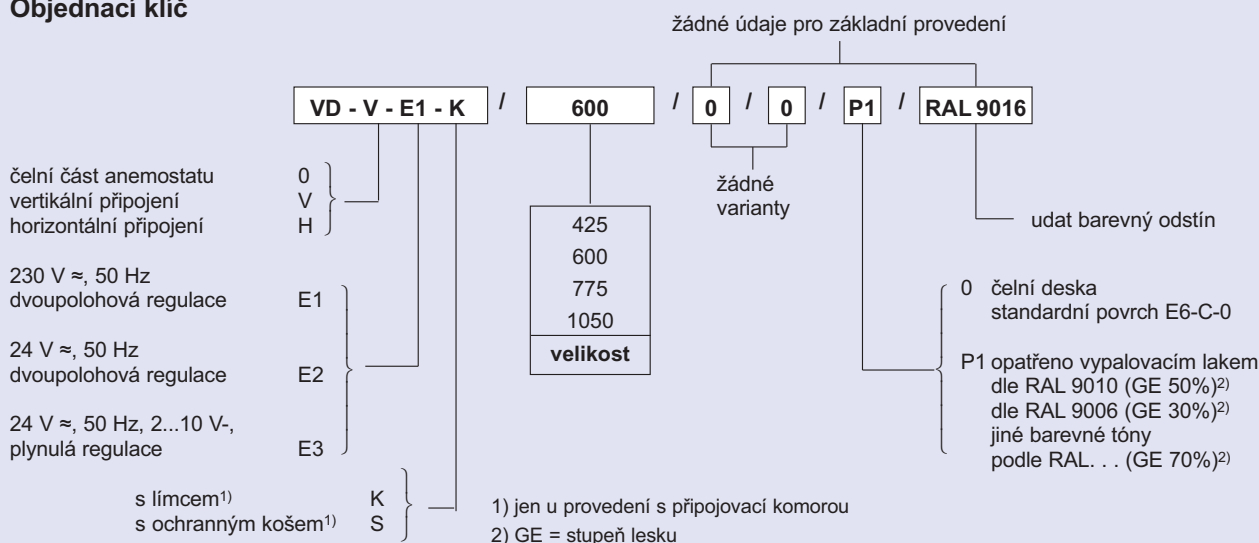 Objednací klíč
žádné údaje pro základní provedení
VD - V - E1 - K / 600 / 0 / 0 / P1 / RAL 9016
čelní část anemostatu 0
vertikální připojení V
horizontální připojení H
230 V ≈, 50 Hz
dvoupolohová regulace E1
24 V ≈, 50 Hz
dvoupolohová regulace E2
24 V ≈, 50 Hz, 2...10 V-,
plynulá regulace E3
s límcem1) K
s ochranným košem1) S
425
600
775
1050
velikost
žádné
varianty
udat barevný odstín
0 čelní deska
standardní povrch E6-C-0
P1 opatřeno vypalovacím lakem
dle RAL 9010 (GE 50%)2)
dle RAL 9006 (GE 30%)2)
jiné barevné tóny
podle RAL. . . (GE 70%)2)
1) jen u provedení s připojovací komorou
2) GE = stupeň lesku